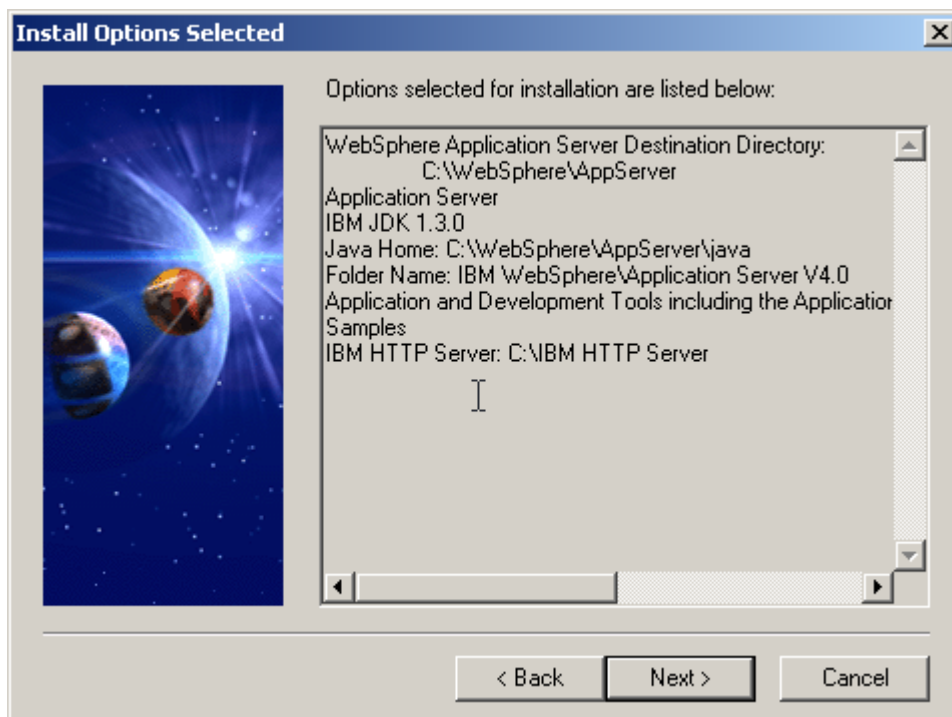 Install Options Selected
Options selected for installation are listed below:
WebSphere Application Server Destination Directory:
C:\WebSphere\AppServer
Application Server
IBM JDK 1.3.0
Java Home: C:\WebSphere\AppServer\java
Folder Name: IBM WebSphere\Application Server V4.0
Application and Development Tools including the Application
Samples
IBM HTTP Server: C:\IBM HTTP Server
< Back
Next >
Cancel